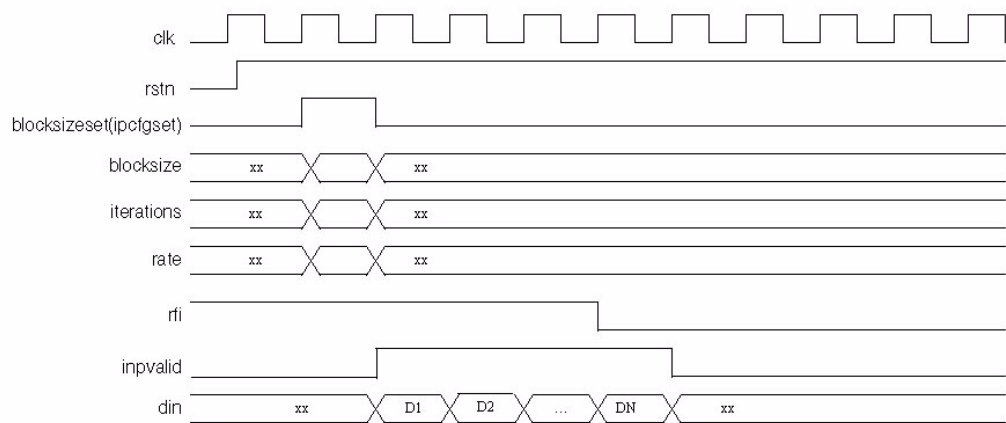 clk
rstn
blocksizeset(ipcfgset)
blocksize xx xx
iterations xx xx
rate xx xx
rfi
inpvalid
din xx D1 D2 ... DN xx